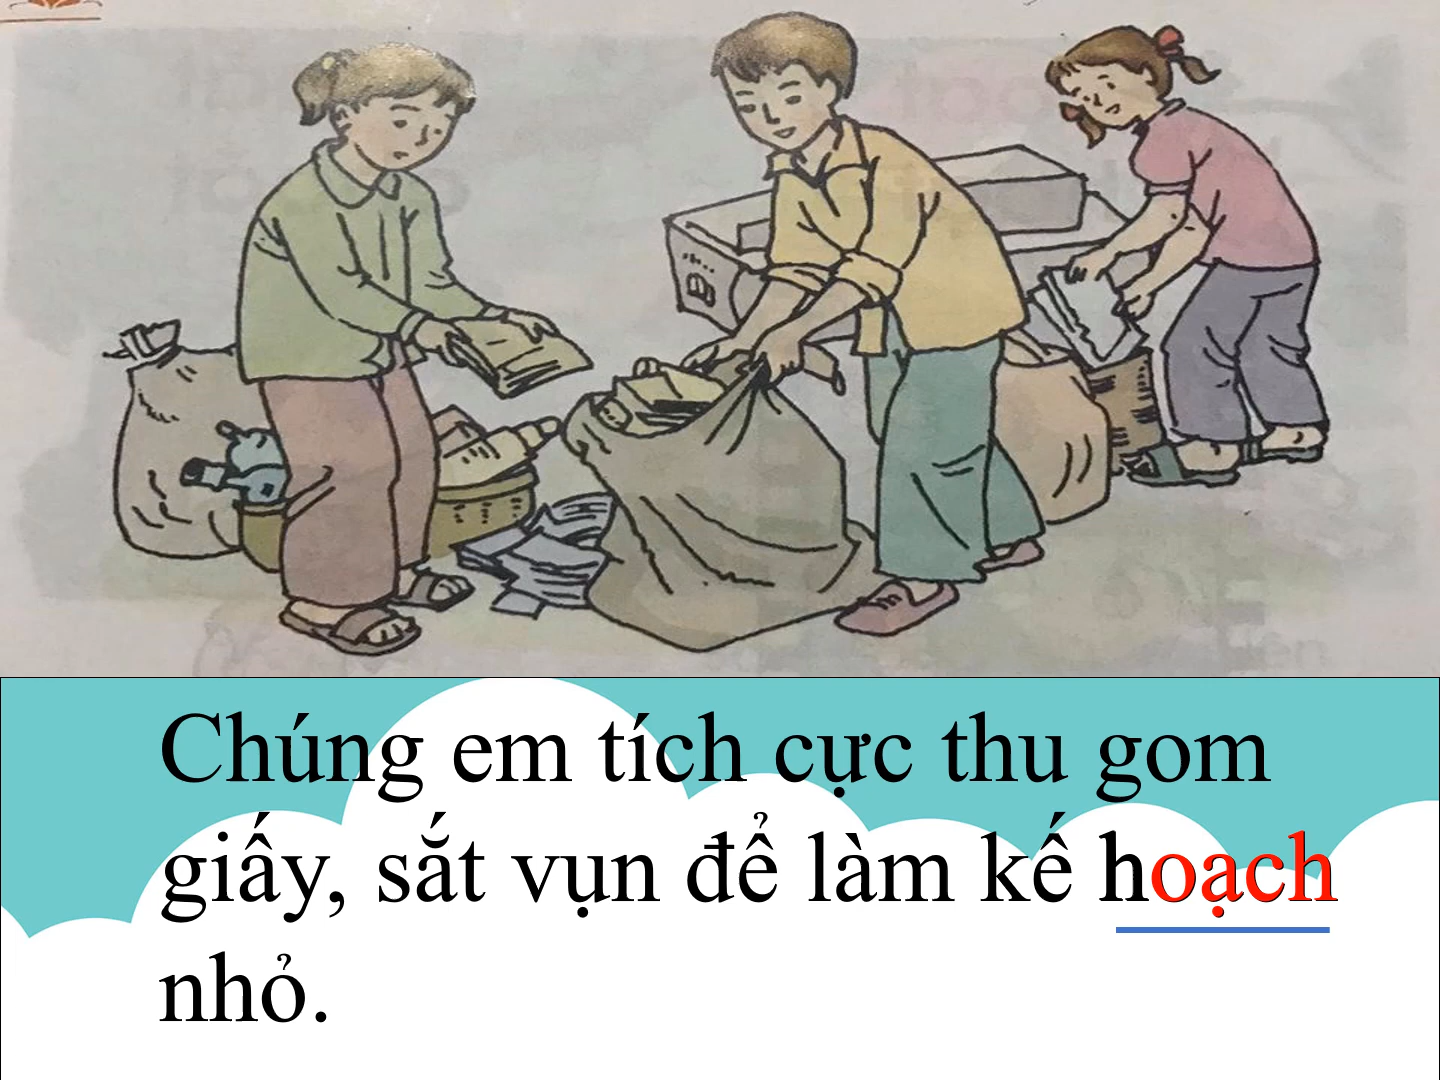 Chúng em tích cực thu gom
giấy, sắt vụn để làm kế hoạch
nhỏ.